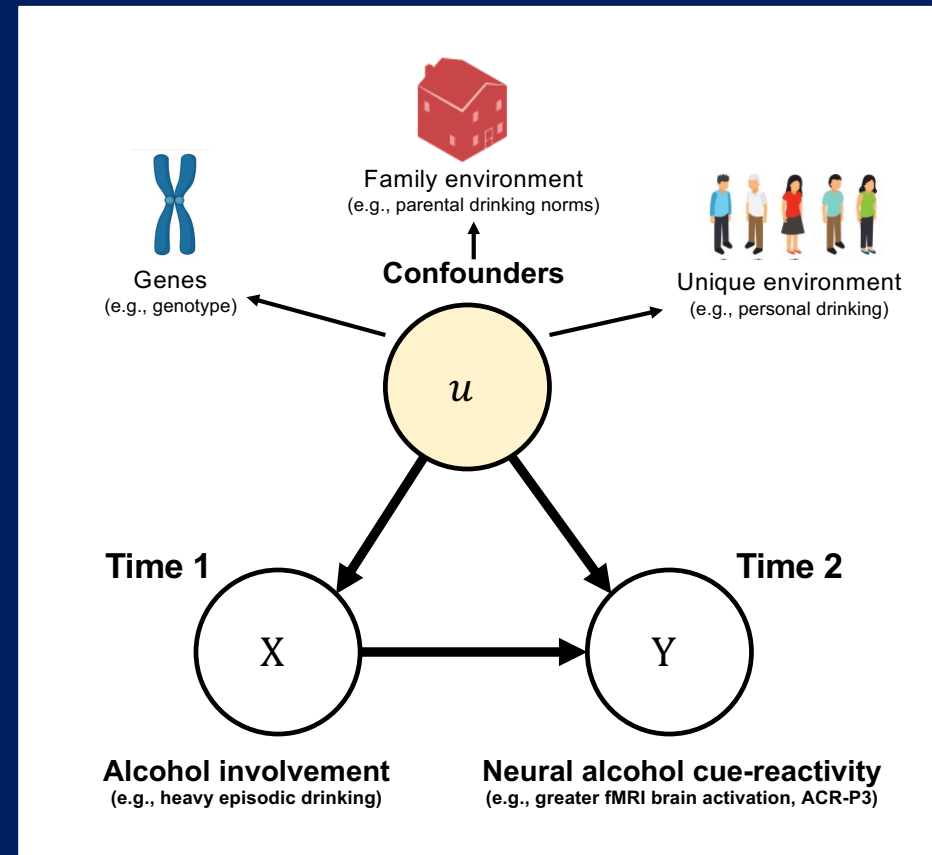 Family environment
(e.g., parental drinking norms)
Genes
(e.g., genotype)
Confounders
Unique environment
(e.g., personal drinking)
u
Time 1
Time 2
X
Y
Alcohol involvement
(e.g., heavy episodic drinking)
Neural alcohol cue-reactivity
(e.g., greater fMRI brain activation, ACR-P3)